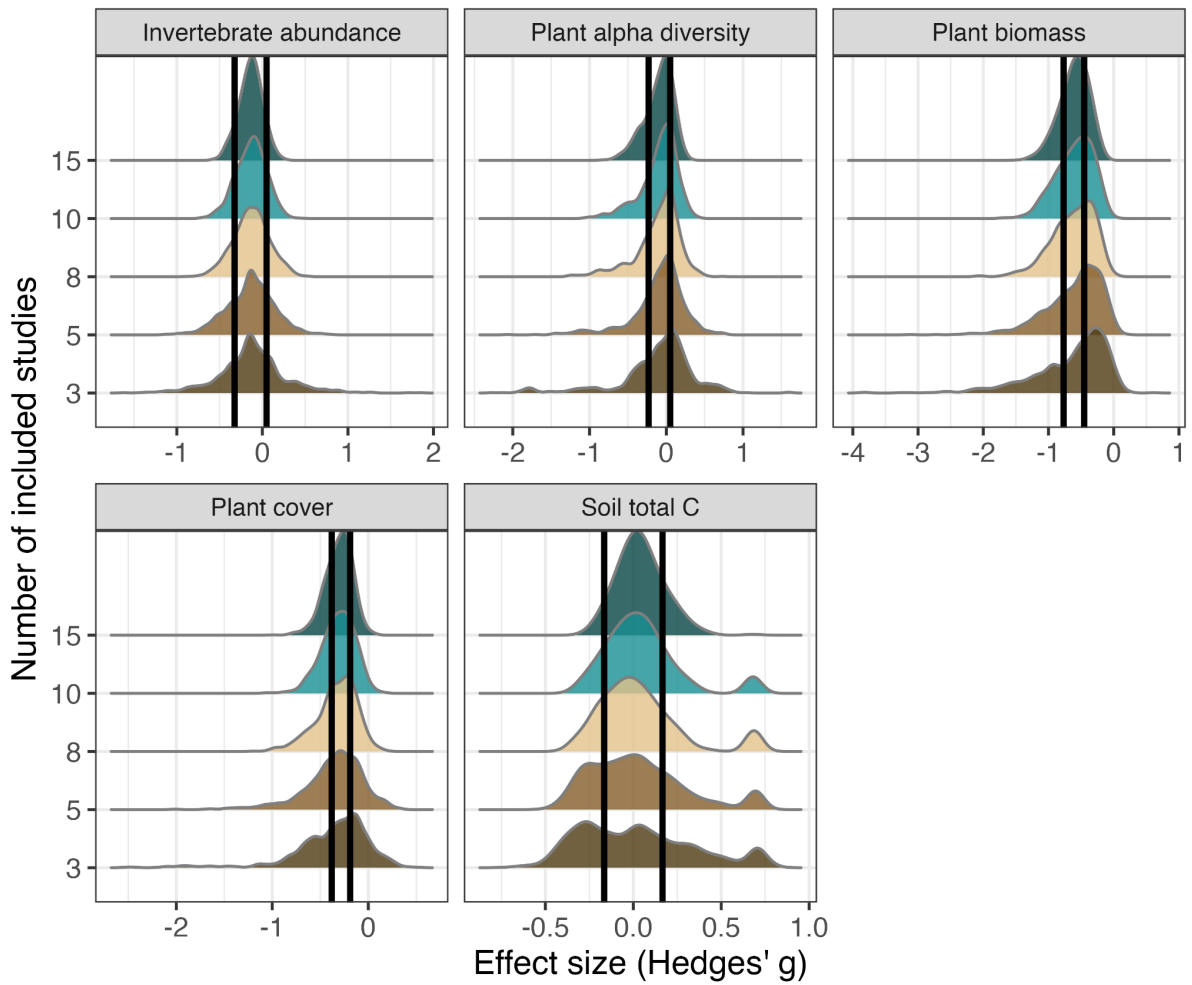 Invertebrate abundance
Plant alpha diversity
Plant biomass
15
10
8
5
3
-1 0 1 2
-2 -1 0 1
-4 -3 -2 -1 0 1
Number of included studies
Plant cover
Soil total C
15
10
8
5
3
-2 -1 0
-0.5 0.0 0.5 1.0
Effect size (Hedges' g)